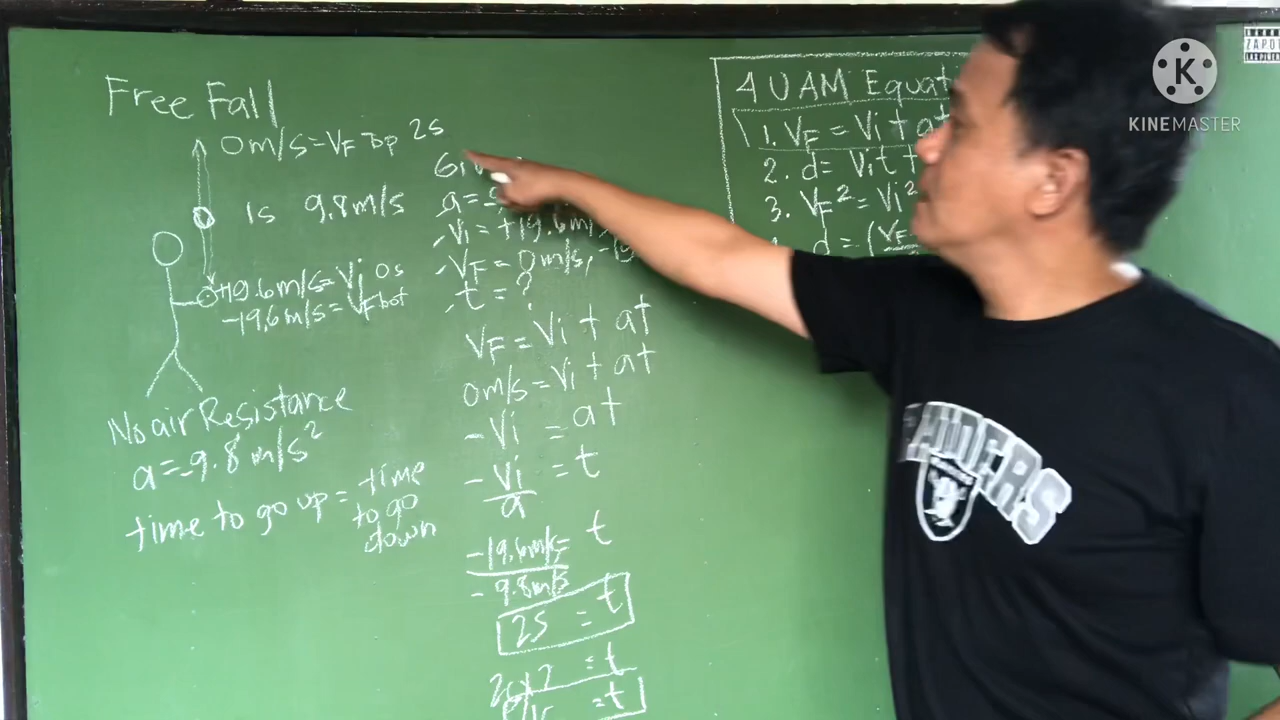 Free Fall
0m/s = VF top 2s
1s 9.8m/s
+19.6m/s = Vi 0s
-19.6m/s = VF bot
No air Resistance
a = -9.8 m/s²
time to go up = time
to go
down
a =
Vi = +19.6m
VF = 0m/s,
t = ?
VF = Vi + at
0m/s = Vi + at
-Vi = at
-Vi/a = t
-19.6m/s = t
-9.8m/s
2s = t
= t
= t
4 UAM
1. VF = Vi + at
2. d = Vit +
3. VF² = Vi²
d = (VF
RAIDERS
KINEMASTER
ZAPOT